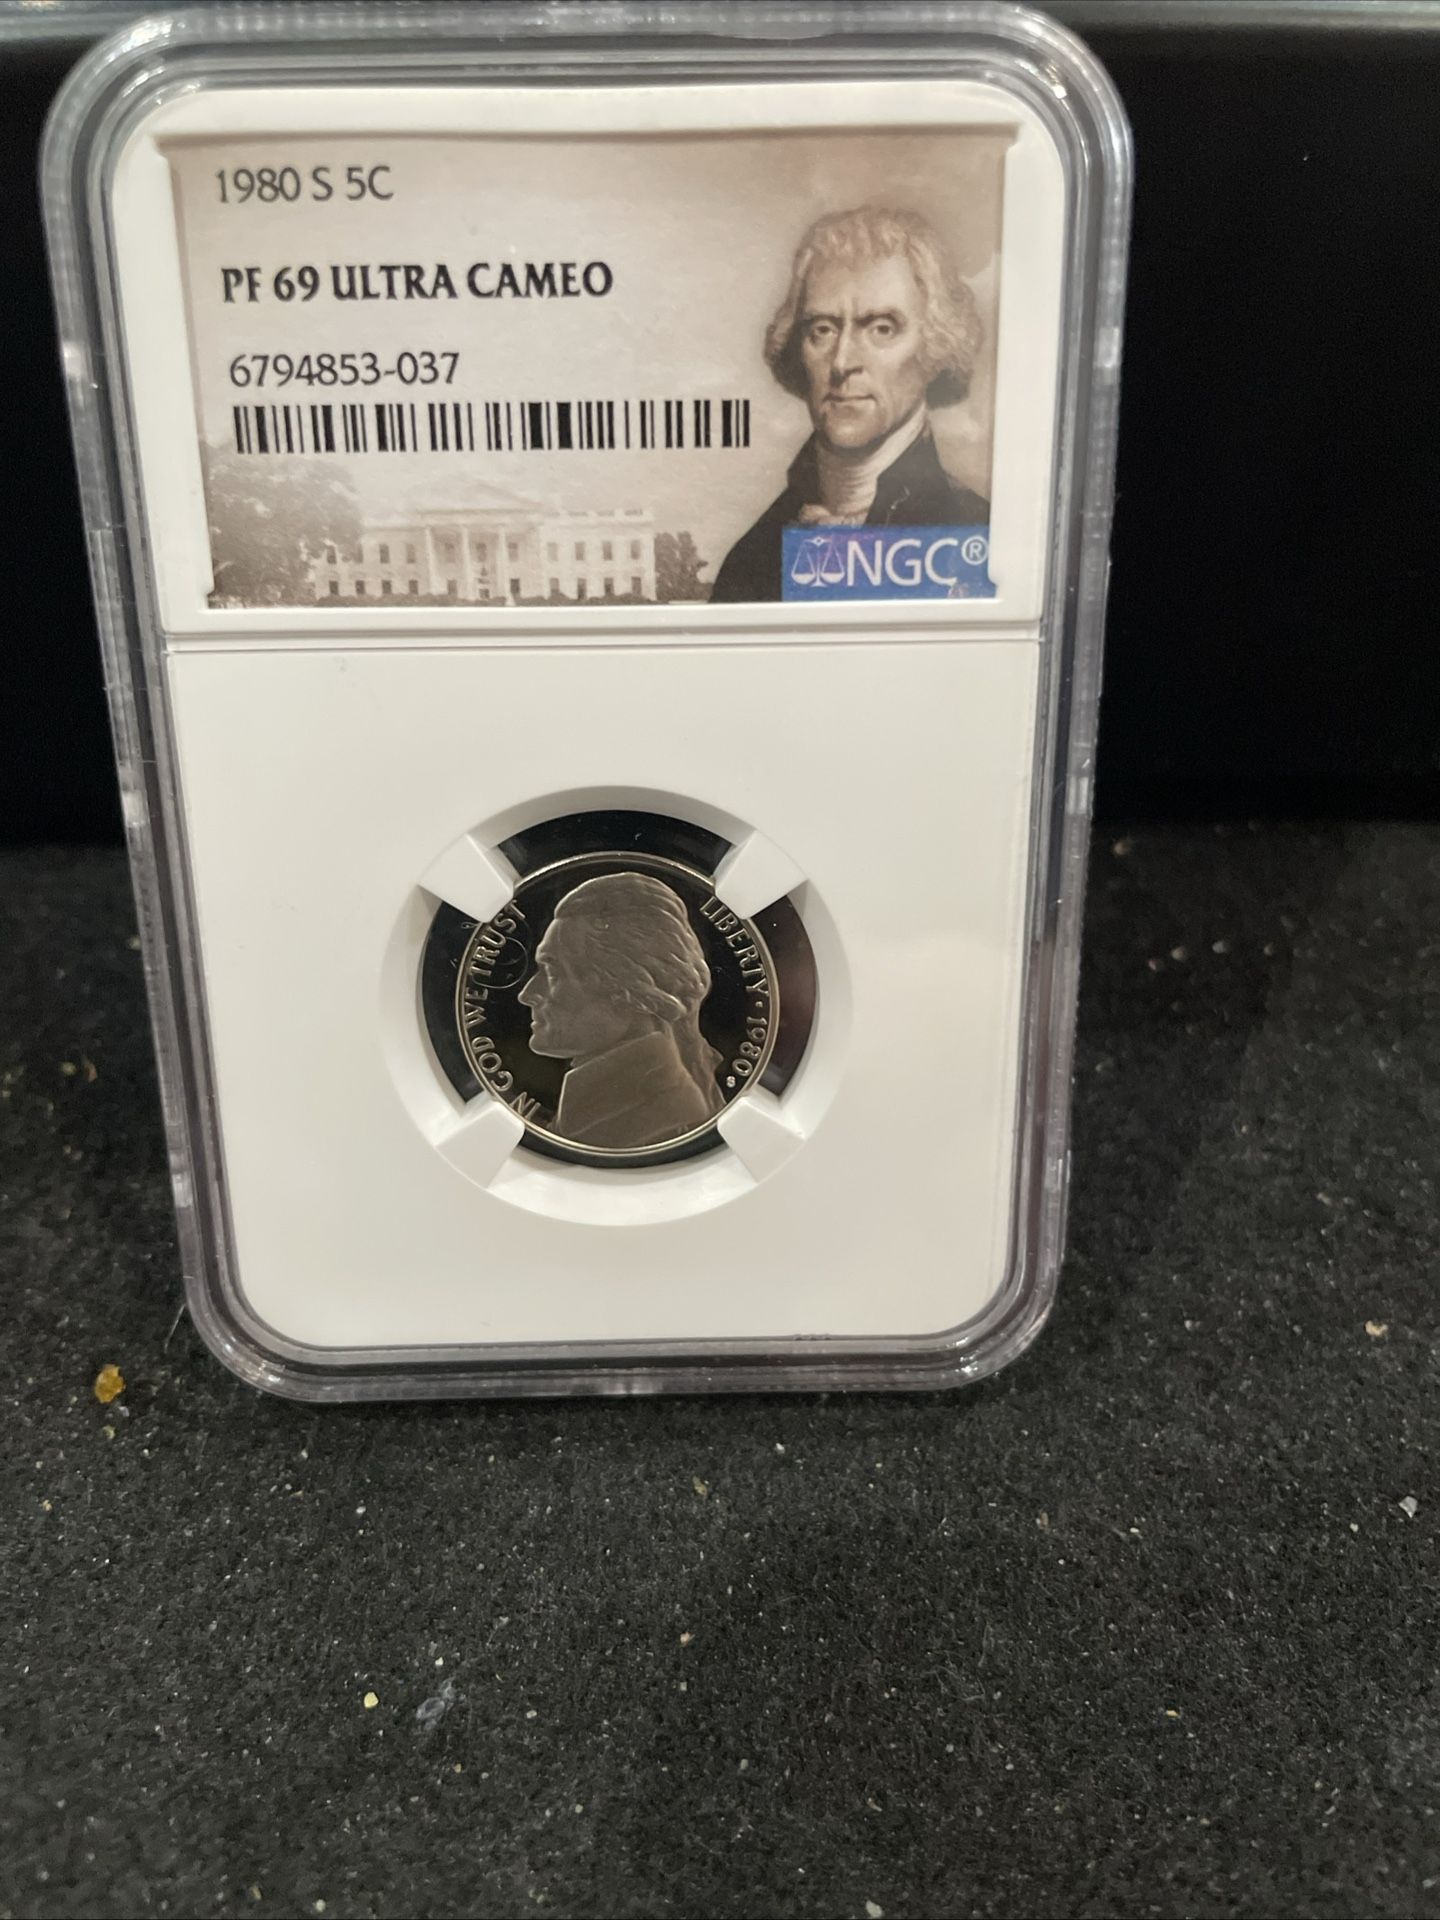 1980 S 5C
PF 69 ULTRA CAMEO
6794853-037
NGC®
IN GOD WE TRUST
LIBERTY · 1980
S